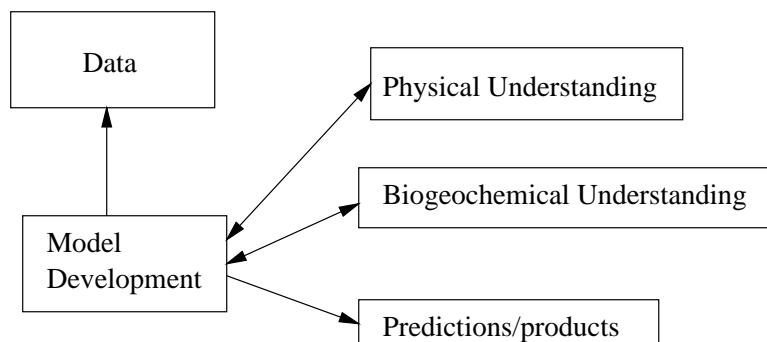 Data
Physical Understanding
Biogeochemical Understanding
Model
Development
Predictions/products